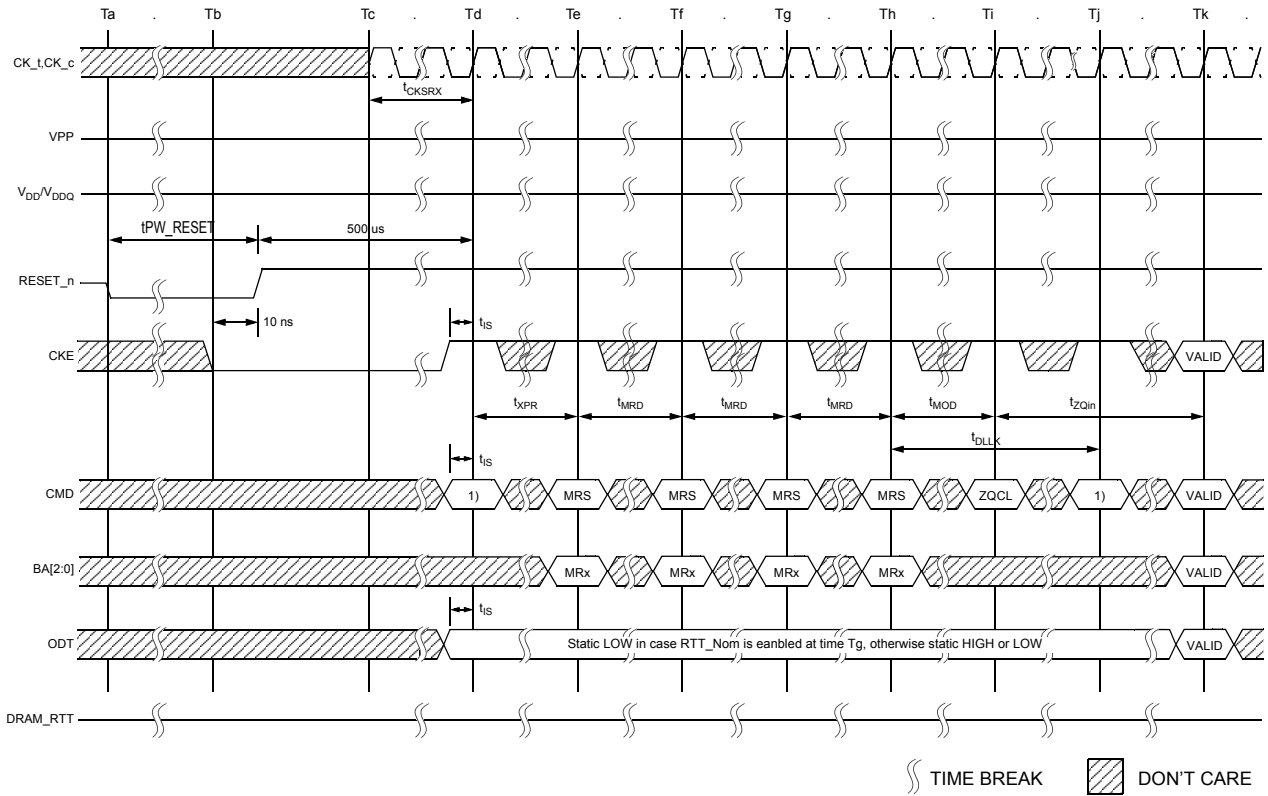 Ta . Tb Tc . Td . Te . Tf . Tg . Th . Ti . Tj . Tk .
CK_t,CK_c
tCKSRX
VPP
VDD/VDDQ
tPW_RESET 500 us
RESET_n
10 ns tIS
CKE VALID
tXPR tMRD tMRD tMRD tMOD tZQin
tDLLK
tIS
CMD 1) MRS MRS MRS MRS ZQCL 1) VALID
BA[2:0] MRx MRx MRx MRx VALID
tIS
ODT Static LOW in case RTT_Nom is eanbled at time Tg, otherwise static HIGH or LOW VALID
DRAM_RTT
TIME BREAK DON'T CARE